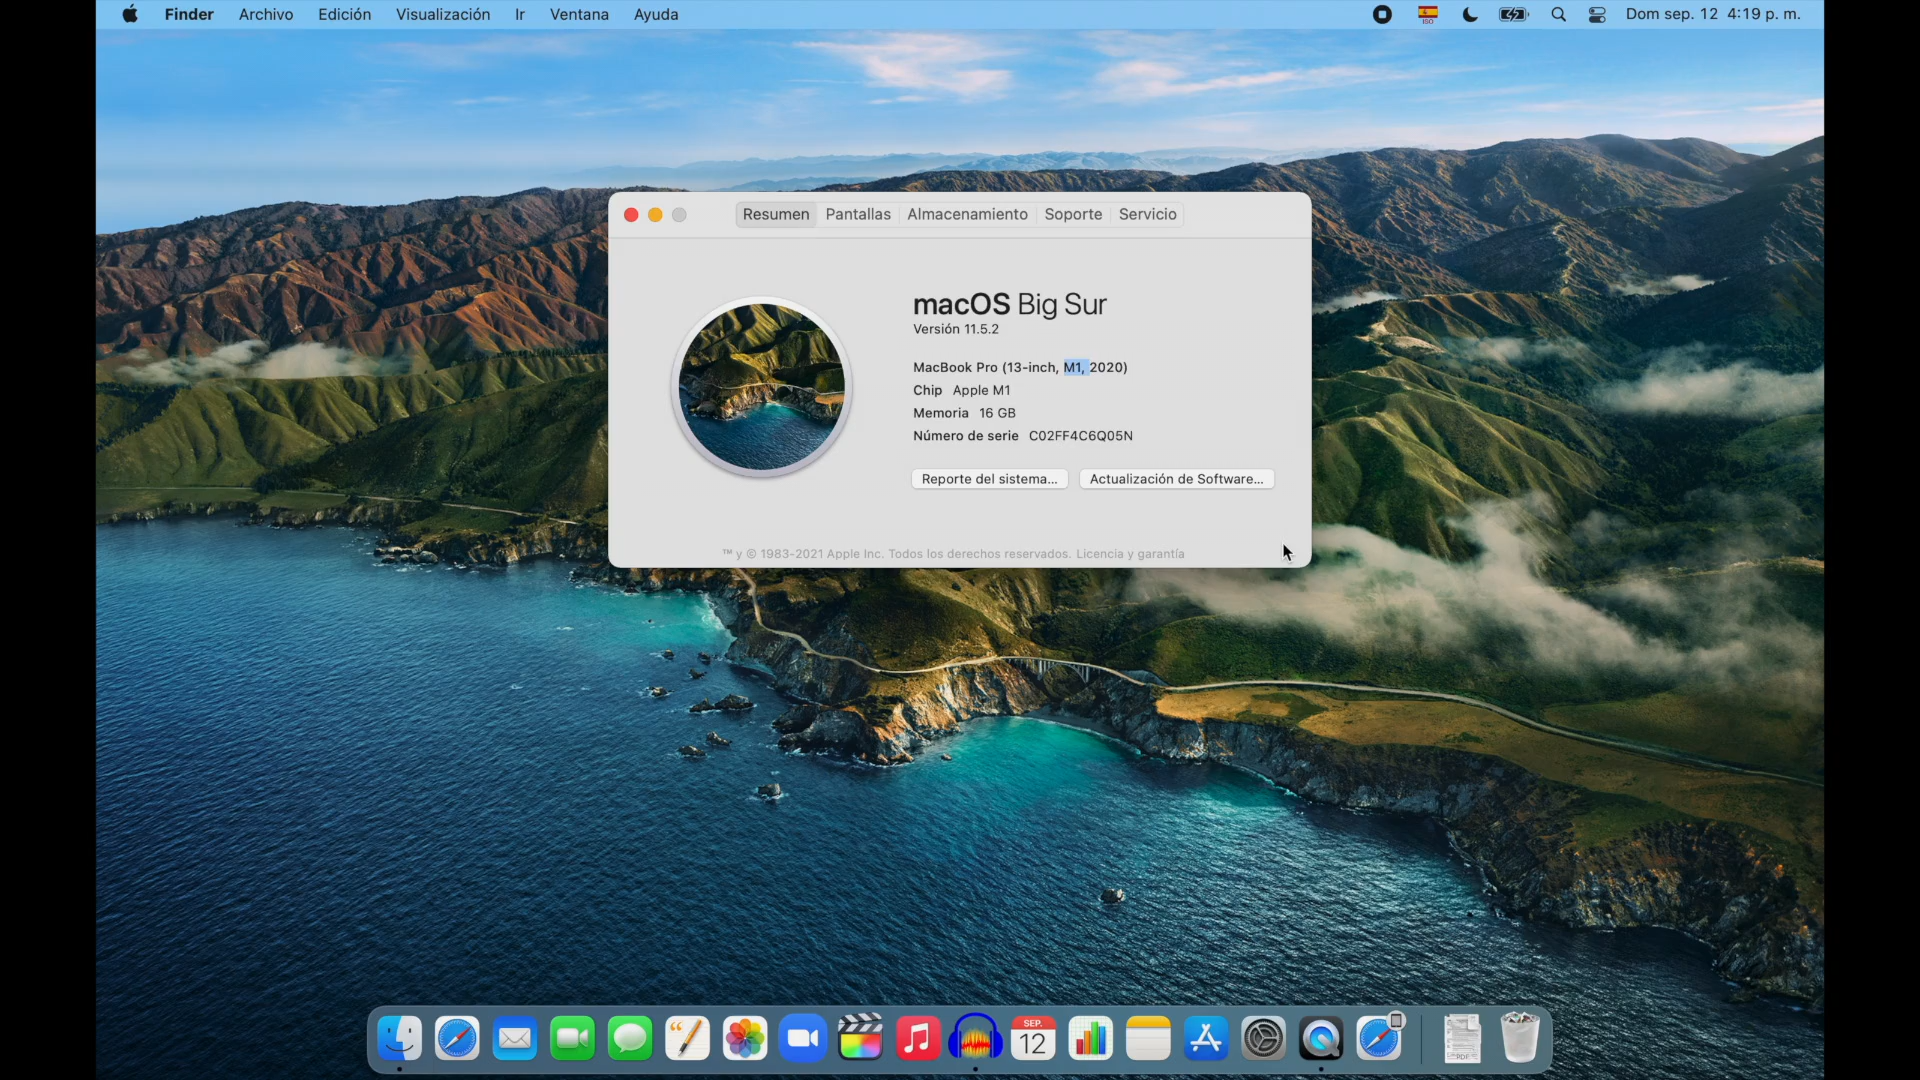 Finder Archivo Edición Visualización Ir Ventana Ayuda
ISO
Dom sep. 12 4:19 p. m.
Resumen Pantallas Almacenamiento Soporte Servicio
macOS Big Sur
Versión 11.5.2
MacBook Pro (13-inch, M1, 2020)
Chip Apple M1
Memoria 16 GB
Número de serie C02FF4C6Q05N
Reporte del sistema... Actualización de Software...
™ y © 1983-2021 Apple Inc. Todos los derechos reservados. Licencia y garantía
SEP.
12
PDF